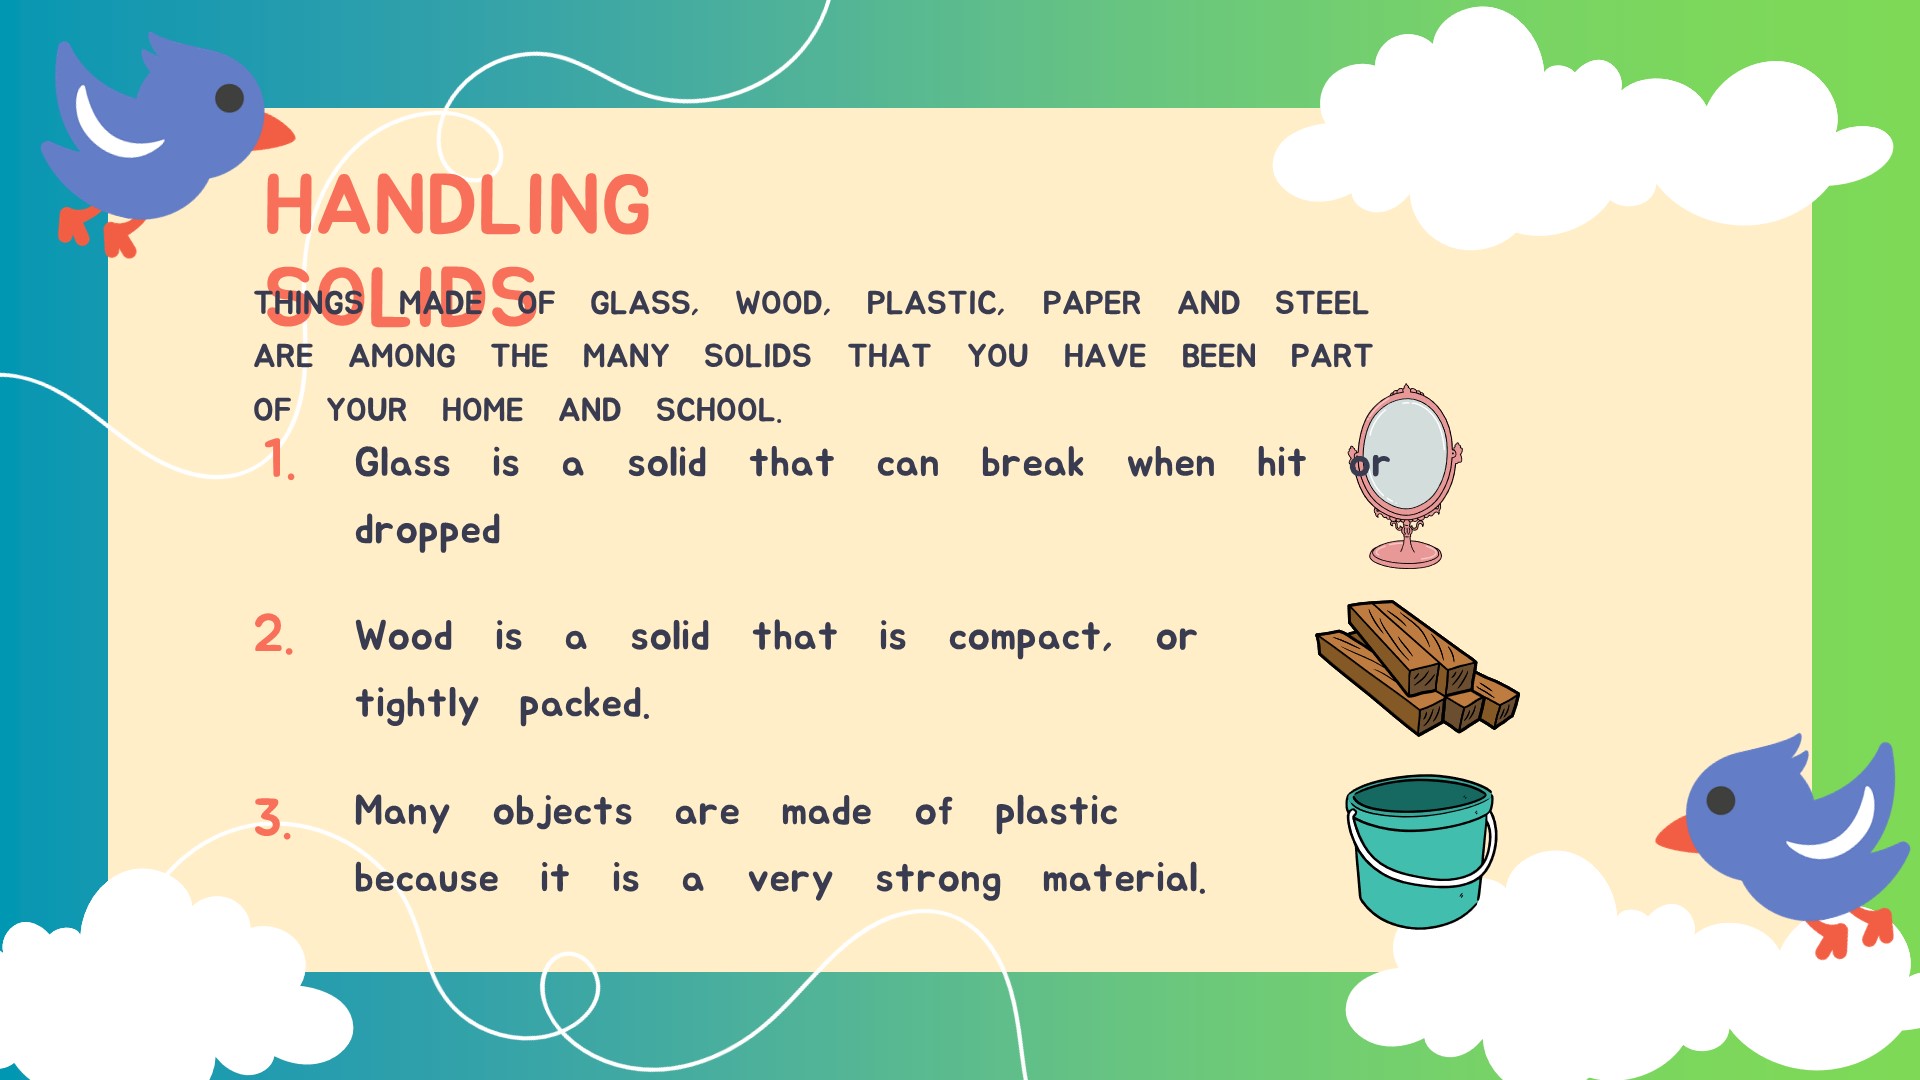 HANDLING
SOLIDS
THINGS MADE OF GLASS, WOOD, PLASTIC, PAPER AND STEEL
ARE AMONG THE MANY SOLIDS THAT YOU HAVE BEEN PART
OF YOUR HOME AND SCHOOL.
1. Glass is a solid that can break when hit or
dropped
2. Wood is a solid that is compact, or
tightly packed.
3. Many objects are made of plastic
because it is a very strong material.